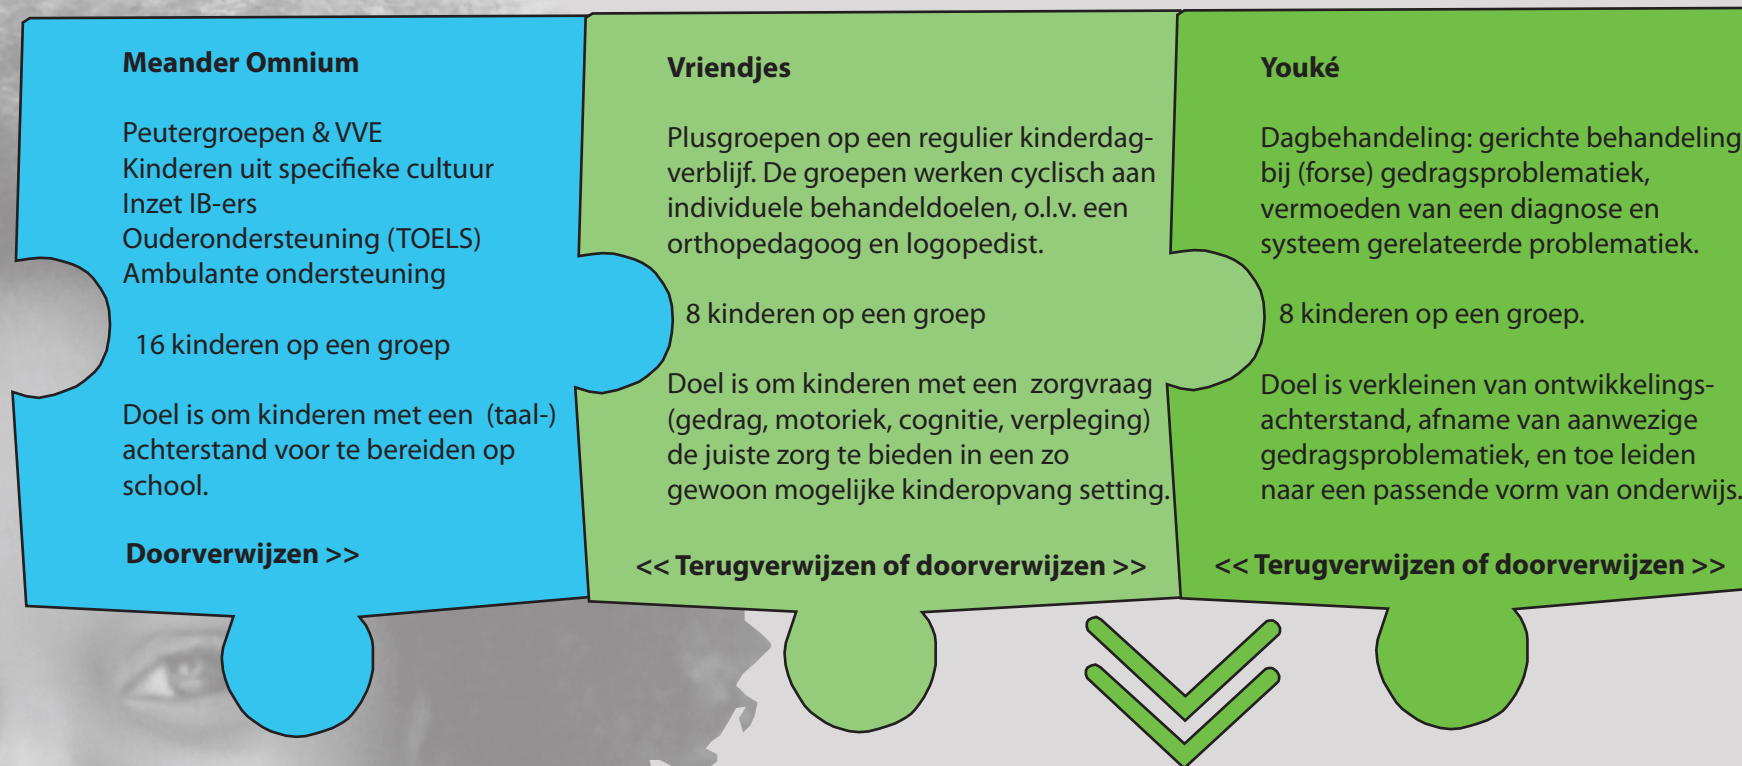 Meander Omnium
Peutergroepen & VVE
Kinderen uit specifieke cultuur
Inzet IB-ers
Ouderondersteuning (TOELS)
Ambulante ondersteuning
16 kinderen op een groep
Doel is om kinderen met een (taal-)
achterstand voor te bereiden op
school.
Doorverwijzen >>
Vriendjes
Plusgroepen op een regulier kinderdag-
verblijf. De groepen werken cyclisch aan
individuele behandeldoelen, o.l.v. een
orthopedagoog en logopedist.
8 kinderen op een groep
Doel is om kinderen met een zorgvraag
(gedrag, motoriek, cognitie, verpleging)
de juiste zorg te bieden in een zo
gewoon mogelijke kinderopvang setting.
<< Terugverwijzen of doorverwijzen >>
Youké
Dagbehandeling: gerichte behandeling
bij (forse) gedragsproblematiek,
vermoeden van een diagnose en
systeem gerelateerde problematiek.
8 kinderen op een groep.
Doel is verkleinen van ontwikkelings-
achterstand, afname van aanwezige
gedragsproblematiek, en toe leiden
naar een passende vorm van onderwijs.
<< Terugverwijzen of doorverwijzen >>